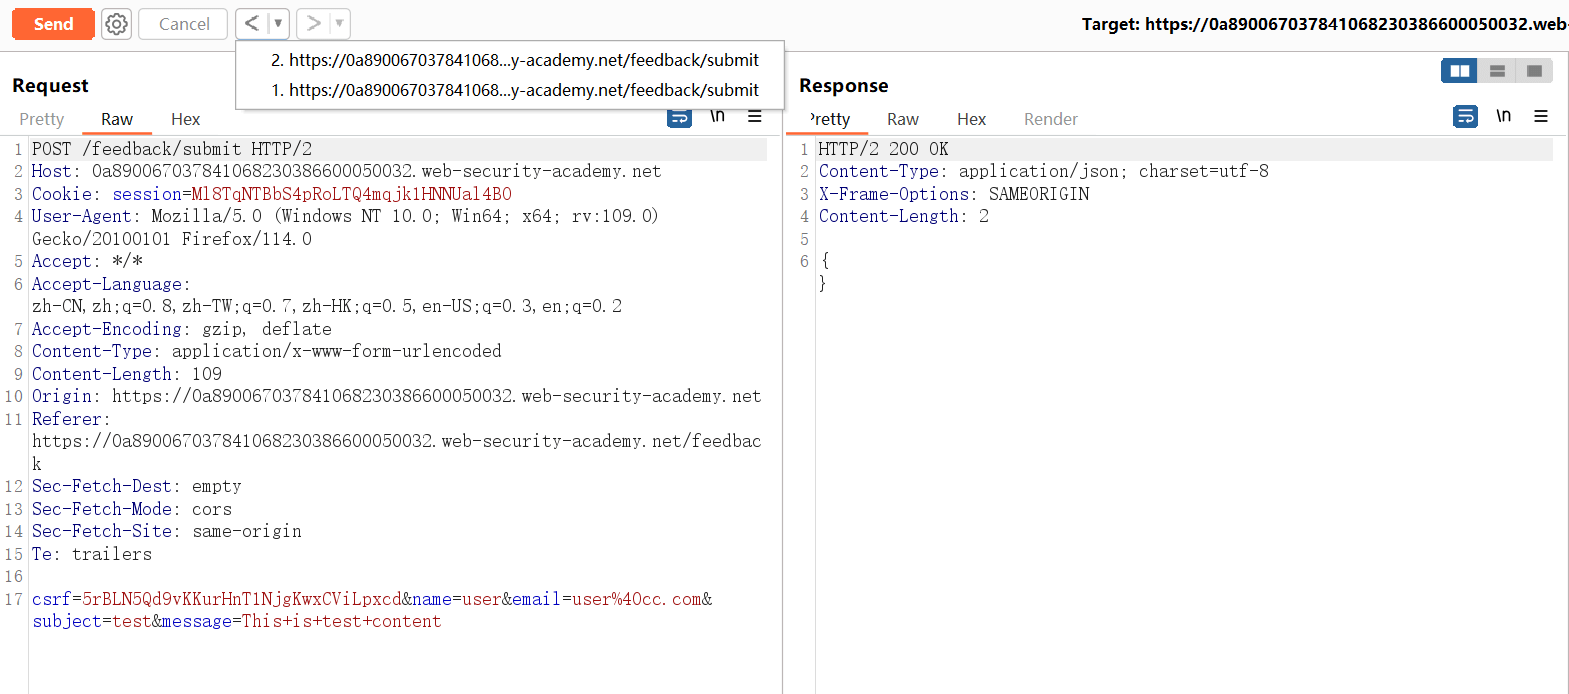 Send Cancel < ▼ > ▼ Target: https://0a8900670378410682303866​00050032.web-
2. https://0a890067037841068...y-academy.net/feedback/submit
1. https://0a890067037841068...y-academy.net/feedback/submit
Request
Pretty Raw Hex \n
1 POST /feedback/submit HTTP/2
2 Host: 0a89006703784106823038660​0050032.web-security-academy.net
3 Cookie: session=Ml8TqNTBbS4pRoLTQ4mqjk1HNNUal4BO
4 User-Agent: Mozilla/5.0 (Windows NT 10.0; Win64; x64; rv:109.0)
Gecko/20100101 Firefox/114.0
5 Accept: */*
6 Accept-Language:
zh-CN,zh;q=0.8,zh-TW;q=0.7,zh-HK;q=0.5,en-US;q=0.3,en;q=0.2
7 Accept-Encoding: gzip, deflate
8 Content-Type: application/x-www-form-urlencoded
9 Content-Length: 109
10 Origin: https://0a890067037841068230386600050032.web-security-academy.net
11 Referer:
https://0a890067037841068230386600050032.web-security-academy.net/feedbac
k
12 Sec-Fetch-Dest: empty
13 Sec-Fetch-Mode: cors
14 Sec-Fetch-Site: same-origin
15 Te: trailers
16
17 csrf=5rBLN5Qd9vKKurHnT1NjgKwxCViLpxcd&name=user&email=user%40cc.com&
subject=test&message=This+is+test+content
Response
Pretty Raw Hex Render \n
1 HTTP/2 200 OK
2 Content-Type: application/json; charset=utf-8
3 X-Frame-Options: SAMEORIGIN
4 Content-Length: 2
5
6 {
}